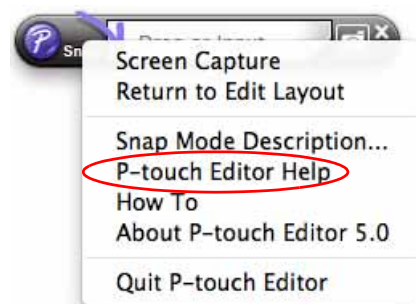 Sn
Screen Capture
Return to Edit Layout
Snap Mode Description...
P-touch Editor Help
How To
About P-touch Editor 5.0
Quit P-touch Editor